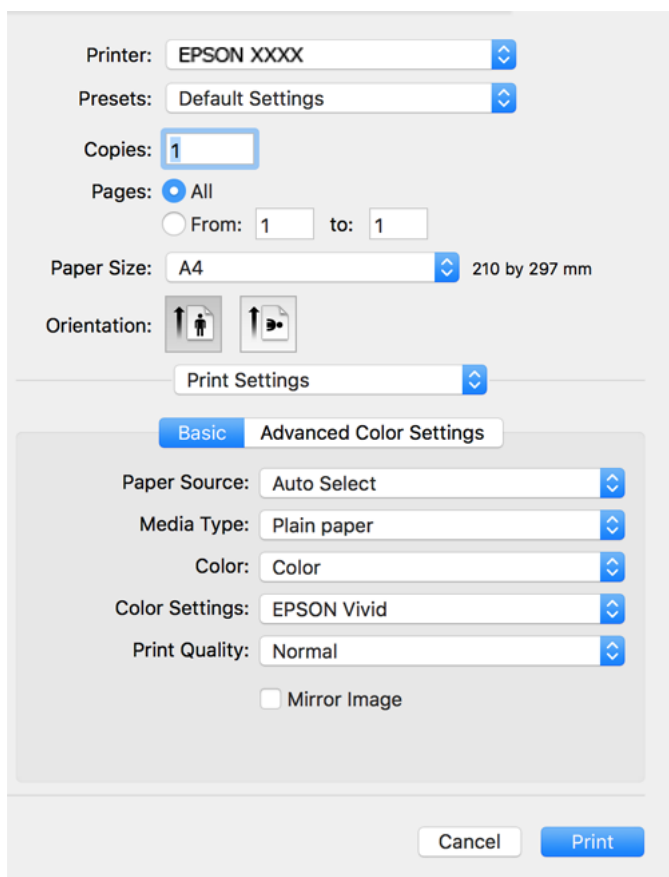 Printer: EPSON XXXX
Presets: Default Settings
Copies: 1
Pages: All
From: 1 to: 1
Paper Size: A4 210 by 297 mm
Orientation:
Print Settings
Basic Advanced Color Settings
Paper Source: Auto Select
Media Type: Plain paper
Color: Color
Color Settings: EPSON Vivid
Print Quality: Normal
Mirror Image
Cancel Print